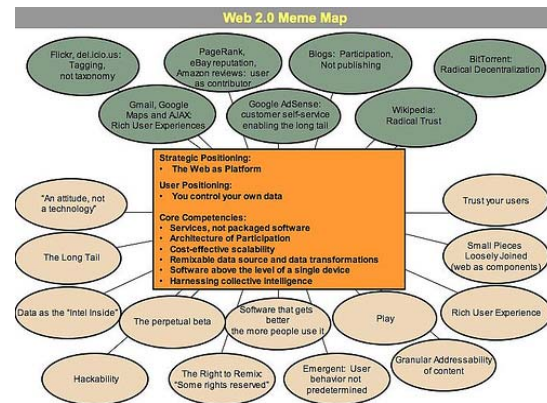 Web 2.0 Meme Map
Flickr, del.icio.us:
Tagging,
not taxonomy
PageRank,
eBay reputation,
Amazon reviews: user
as contributor
Blogs: Participation,
Not publishing
BitTorrent:
Radical Decentralization
Gmail, Google
Maps and AJAX:
Rich User Experiences
Google AdSense:
customer self-service
enabling the long tail
Wikipedia:
Radical Trust
Strategic Positioning:
• The Web as Platform
User Positioning:
• You control your own data
Core Competencies:
• Services, not packaged software
• Architecture of Participation
• Cost-effective scalability
• Remixable data source and data transformations
• Software above the level of a single device
• Harnessing collective intelligence
"An attitude, not
a technology"
Trust your users
The Long Tail
Small Pieces
Loosely Joined
(web as components)
Data as the "Intel Inside"
The perpetual beta
Software that gets
better
the more people use it
Play
Rich User Experience
Hackability
The Right to Remix:
"Some rights reserved"
Emergent: User
behavior not
predetermined
Granular Addressability
of content